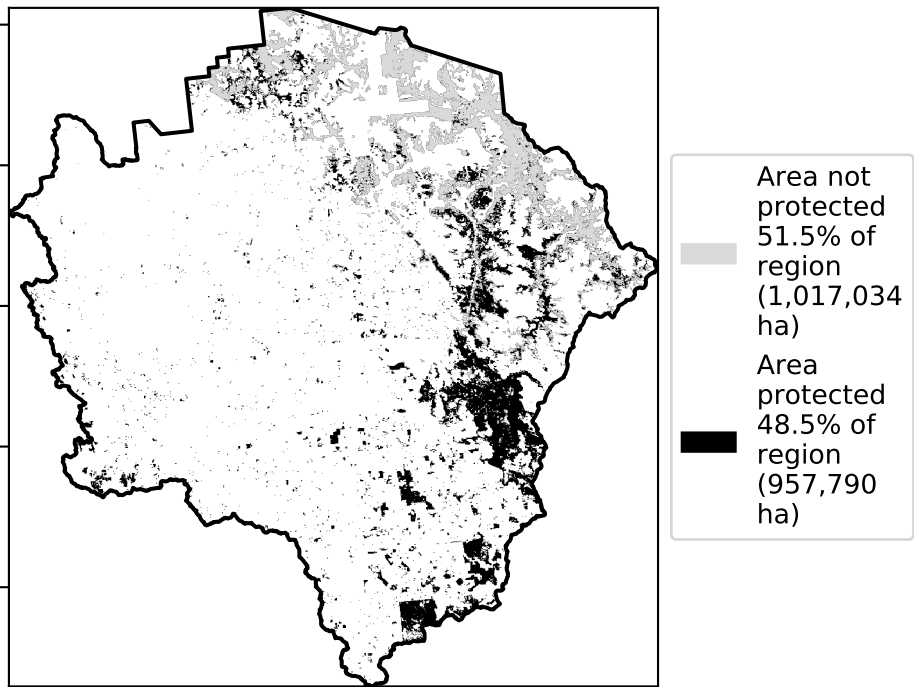 Area not
protected
51.5% of
region
(1,017,034
ha)
Area
protected
48.5% of
region
(957,790
ha)